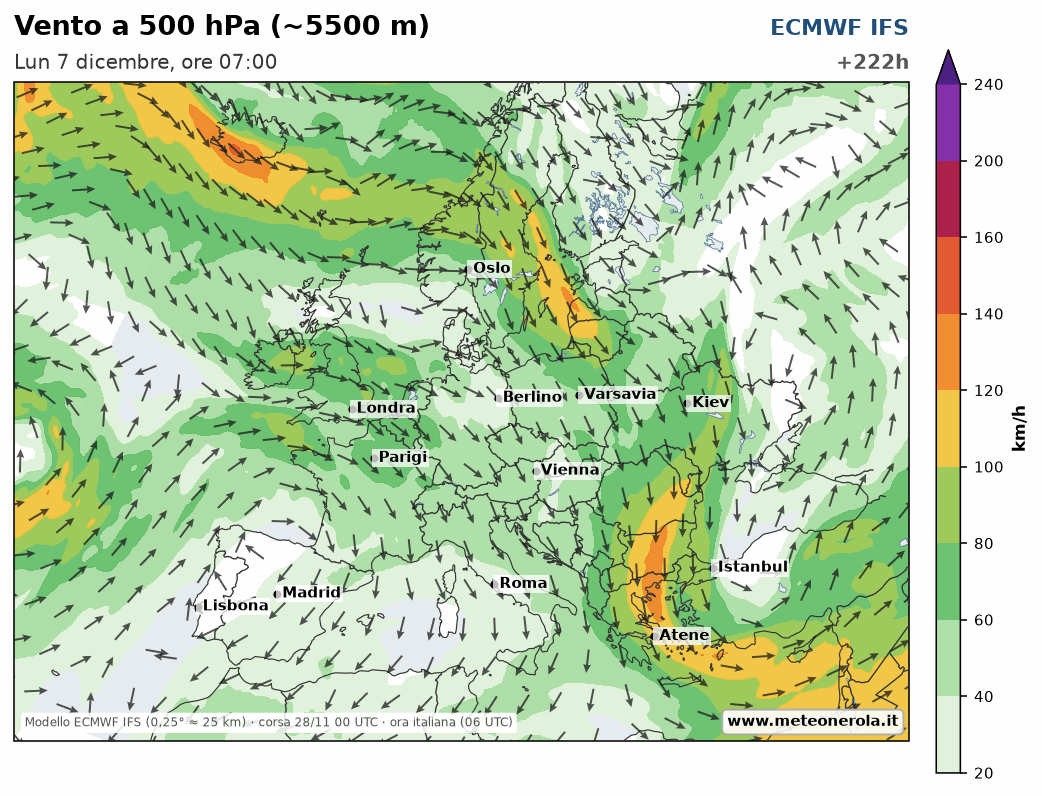 Vento a 500 hPa (~5500 m)
ECMWF IFS
Lun 7 dicembre, ore 07:00
+222h
240
200
160
140
120
100
80
60
40
20
km/h
Oslo
Berlino
Varsavia
Kiev
Londra
Parigi
Vienna
Istanbul
Roma
Madrid
Lisbona
Atene
Modello ECMWF IFS (0,25° ≈ 25 km) · corsa 28/11 00 UTC · ora italiana (06 UTC)
www.meteonerola.it